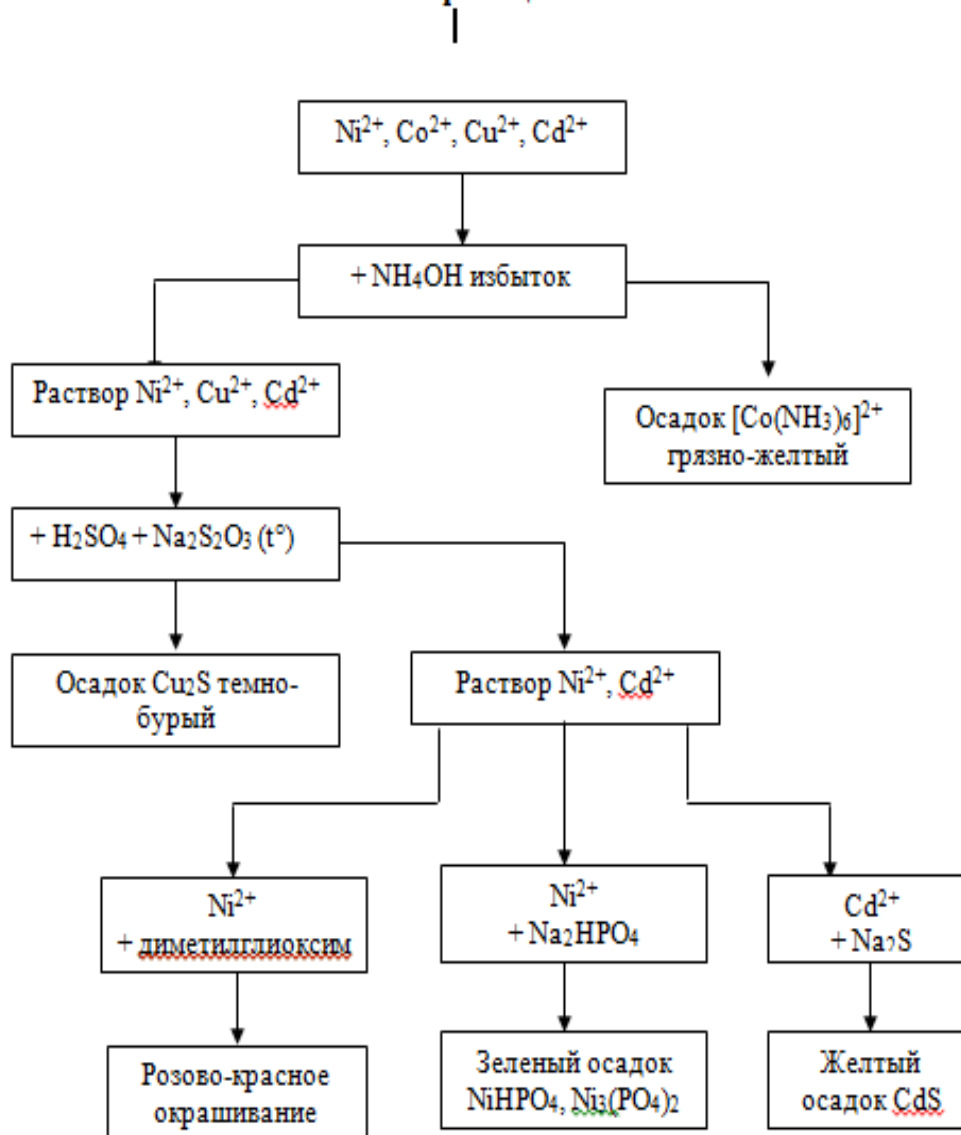 Ni²⁺, Co²⁺, Cu²⁺, Cd²⁺
+ NH₄OH избыток
Раствор Ni²⁺, Cu²⁺, Cd²⁺
Осадок [Co(NH₃)₆]²⁺
грязно-желтый
+ H₂SO₄ + Na₂S₂O₃ (t°)
Осадок Cu₂S темно-
бурый
Раствор Ni²⁺, Cd²⁺
Ni²⁺
+ диметилглиоксим
Ni²⁺
+ Na₂HPO₄
Cd²⁺
+ Na₂S
Розово-красное
окрашивание
Зеленый осадок
NiHPO₄, Ni₃(PO₄)₂
Желтый
осадок CdS